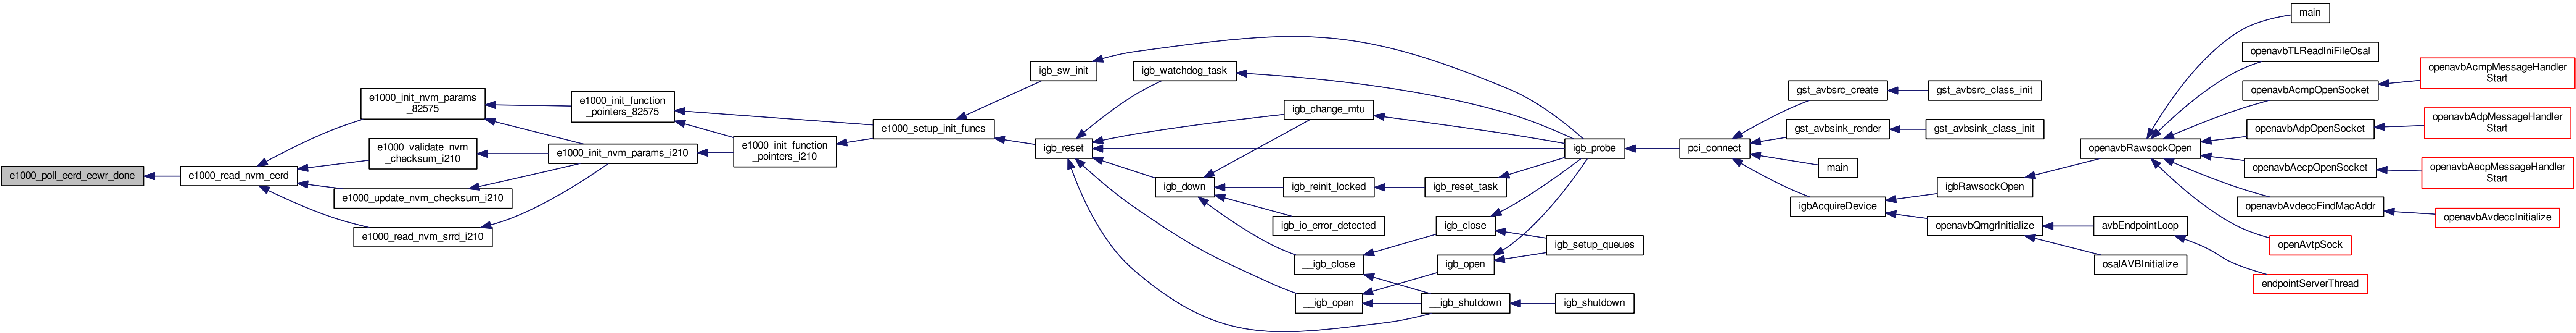 e1000_poll_eerd_eewr_done
e1000_read_nvm_eerd
e1000_init_nvm_params
_82575
e1000_validate_nvm
_checksum_i210
e1000_update_nvm_checksum_i210
e1000_read_nvm_srrd_i210
e1000_init_function
_pointers_82575
e1000_init_nvm_params_i210
e1000_init_function
_pointers_i210
e1000_setup_init_funcs
igb_sw_init
igb_reset
igb_watchdog_task
igb_change_mtu
igb_down
igb_reinit_locked
igb_reset_task
igb_io_error_detected
__igb_close
__igb_open
igb_close
igb_open
__igb_shutdown
igb_probe
igb_setup_queues
igb_shutdown
pci_connect
gst_avbsrc_create
gst_avbsrc_class_init
gst_avbsink_render
gst_avbsink_class_init
main
igbAcquireDevice
igbRawsockOpen
openavbQmgrInitialize
avbEndpointLoop
osalAVBInitialize
openavbRawsockOpen
main
openavbTLReadIniFileOsal
openavbAcmpOpenSocket
openavbAdpOpenSocket
openavbAecpOpenSocket
openavbAvdeccFindMacAddr
openAvtpSock
endpointServerThread
openavbAcmpMessageHandler
Start
openavbAdpMessageHandler
Start
openavbAecpMessageHandler
Start
openavbAvdeccInitialize